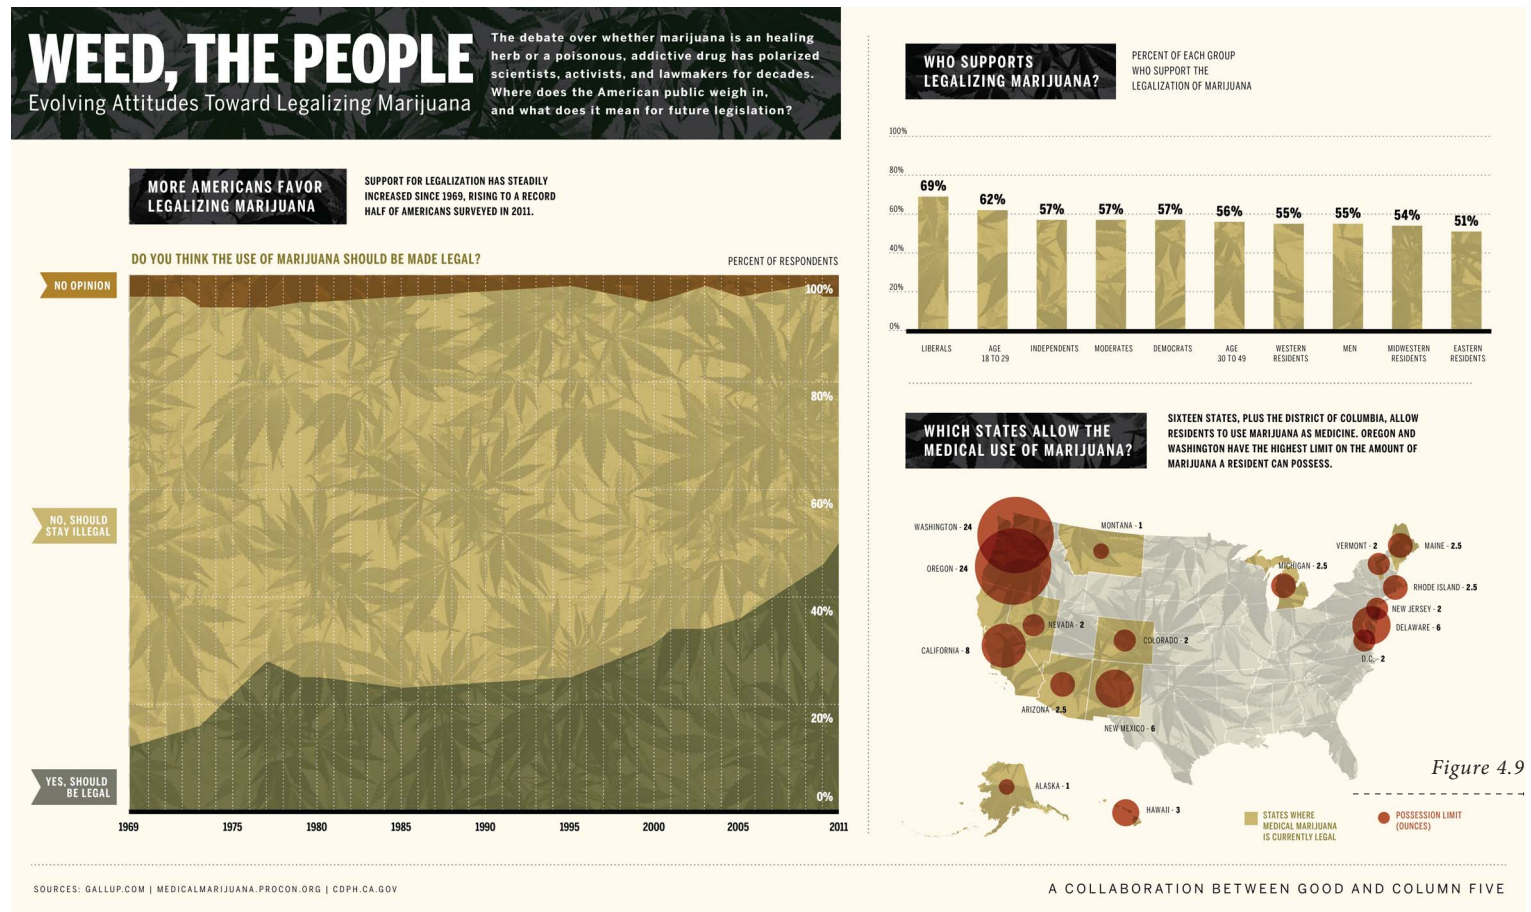 WEED, THE PEOPLE
Evolving Attitudes Toward Legalizing Marijuana
The debate over whether marijuana is an healing
herb or a poisonous, addictive drug has polarized
scientists, activists, and lawmakers for decades.
Where does the American public weigh in,
and what does it mean for future legislation?
MORE AMERICANS FAVOR
LEGALIZING MARIJUANA
SUPPORT FOR LEGALIZATION HAS STEADILY
INCREASED SINCE 1969, RISING TO A RECORD
HALF OF AMERICANS SURVEYED IN 2011.
DO YOU THINK THE USE OF MARIJUANA SHOULD BE MADE LEGAL?
PERCENT OF RESPONDENTS
NO OPINION
100%
80%
60%
NO, SHOULD
STAY ILLEGAL
40%
20%
YES, SHOULD
BE LEGAL
0%
1969
1975
1980
1985
1990
1995
2000
2005
2011
WHO SUPPORTS
LEGALIZING MARIJUANA?
PERCENT OF EACH GROUP
WHO SUPPORT THE
LEGALIZATION OF MARIJUANA
100%
80%
60%
40%
20%
0%
69%
62%
57%
57%
57%
56%
55%
55%
54%
51%
LIBERALS
AGE
18 TO 29
INDEPENDENTS
MODERATES
DEMOCRATS
AGE
30 TO 49
WESTERN
RESIDENTS
MEN
MIDWESTERN
RESIDENTS
EASTERN
RESIDENTS
WHICH STATES ALLOW THE
MEDICAL USE OF MARIJUANA?
SIXTEEN STATES, PLUS THE DISTRICT OF COLUMBIA, ALLOW
RESIDENTS TO USE MARIJUANA AS MEDICINE. OREGON AND
WASHINGTON HAVE THE HIGHEST LIMIT ON THE AMOUNT OF
MARIJUANA A RESIDENT CAN POSSESS.
WASHINGTON - 24
MONTANA - 1
VERMONT - 2
MAINE - 2.5
OREGON - 24
MICHIGAN - 2.5
RHODE ISLAND - 2.5
NEW JERSEY - 2
NEVADA - 2
DELAWARE - 6
COLORADO - 2
CALIFORNIA - 8
D.C. - 2
ARIZONA - 2.5
NEW MEXICO - 6
ALASKA - 1
HAWAII - 3
Figure 4.9
STATES WHERE
MEDICAL MARIJUANA
IS CURRENTLY LEGAL
POSSESSION LIMIT
(OUNCES)
SOURCES: GALLUP.COM | MEDICALMARIJUANA.PROCON.ORG | CDPH.CA.GOV
A COLLABORATION BETWEEN GOOD AND COLUMN FIVE